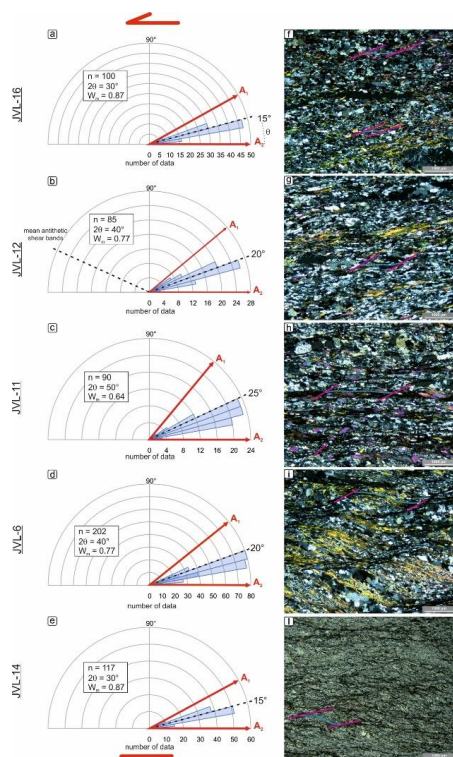 a
90°
f
JVL-16
n = 100
2θ = 30°
Wm = 0.87
A₁
15°
θ
A₂
0 5 10 15 20 25 30 35 40 45 50
number of data
b
90°
g
JVL-12
n = 85
2θ = 40°
Wm = 0.77
mean antithetic
shear bands
A₁
20°
A₂
0 4 8 12 16 20 24 28
number of data
c
90°
h
JVL-11
n = 90
2θ = 50°
Wm = 0.64
A₁
25°
A₂
0 4 8 12 16 20 24
number of data
d
90°
i
JVL-6
n = 202
2θ = 40°
Wm = 0.77
A₁
20°
A₂
0 10 20 30 40 50 60 70 80
number of data
e
90°
l
JVL-14
n = 117
2θ = 30°
Wm = 0.87
A₁
15°
A₂
0 10 20 30 40 50 60
number of data